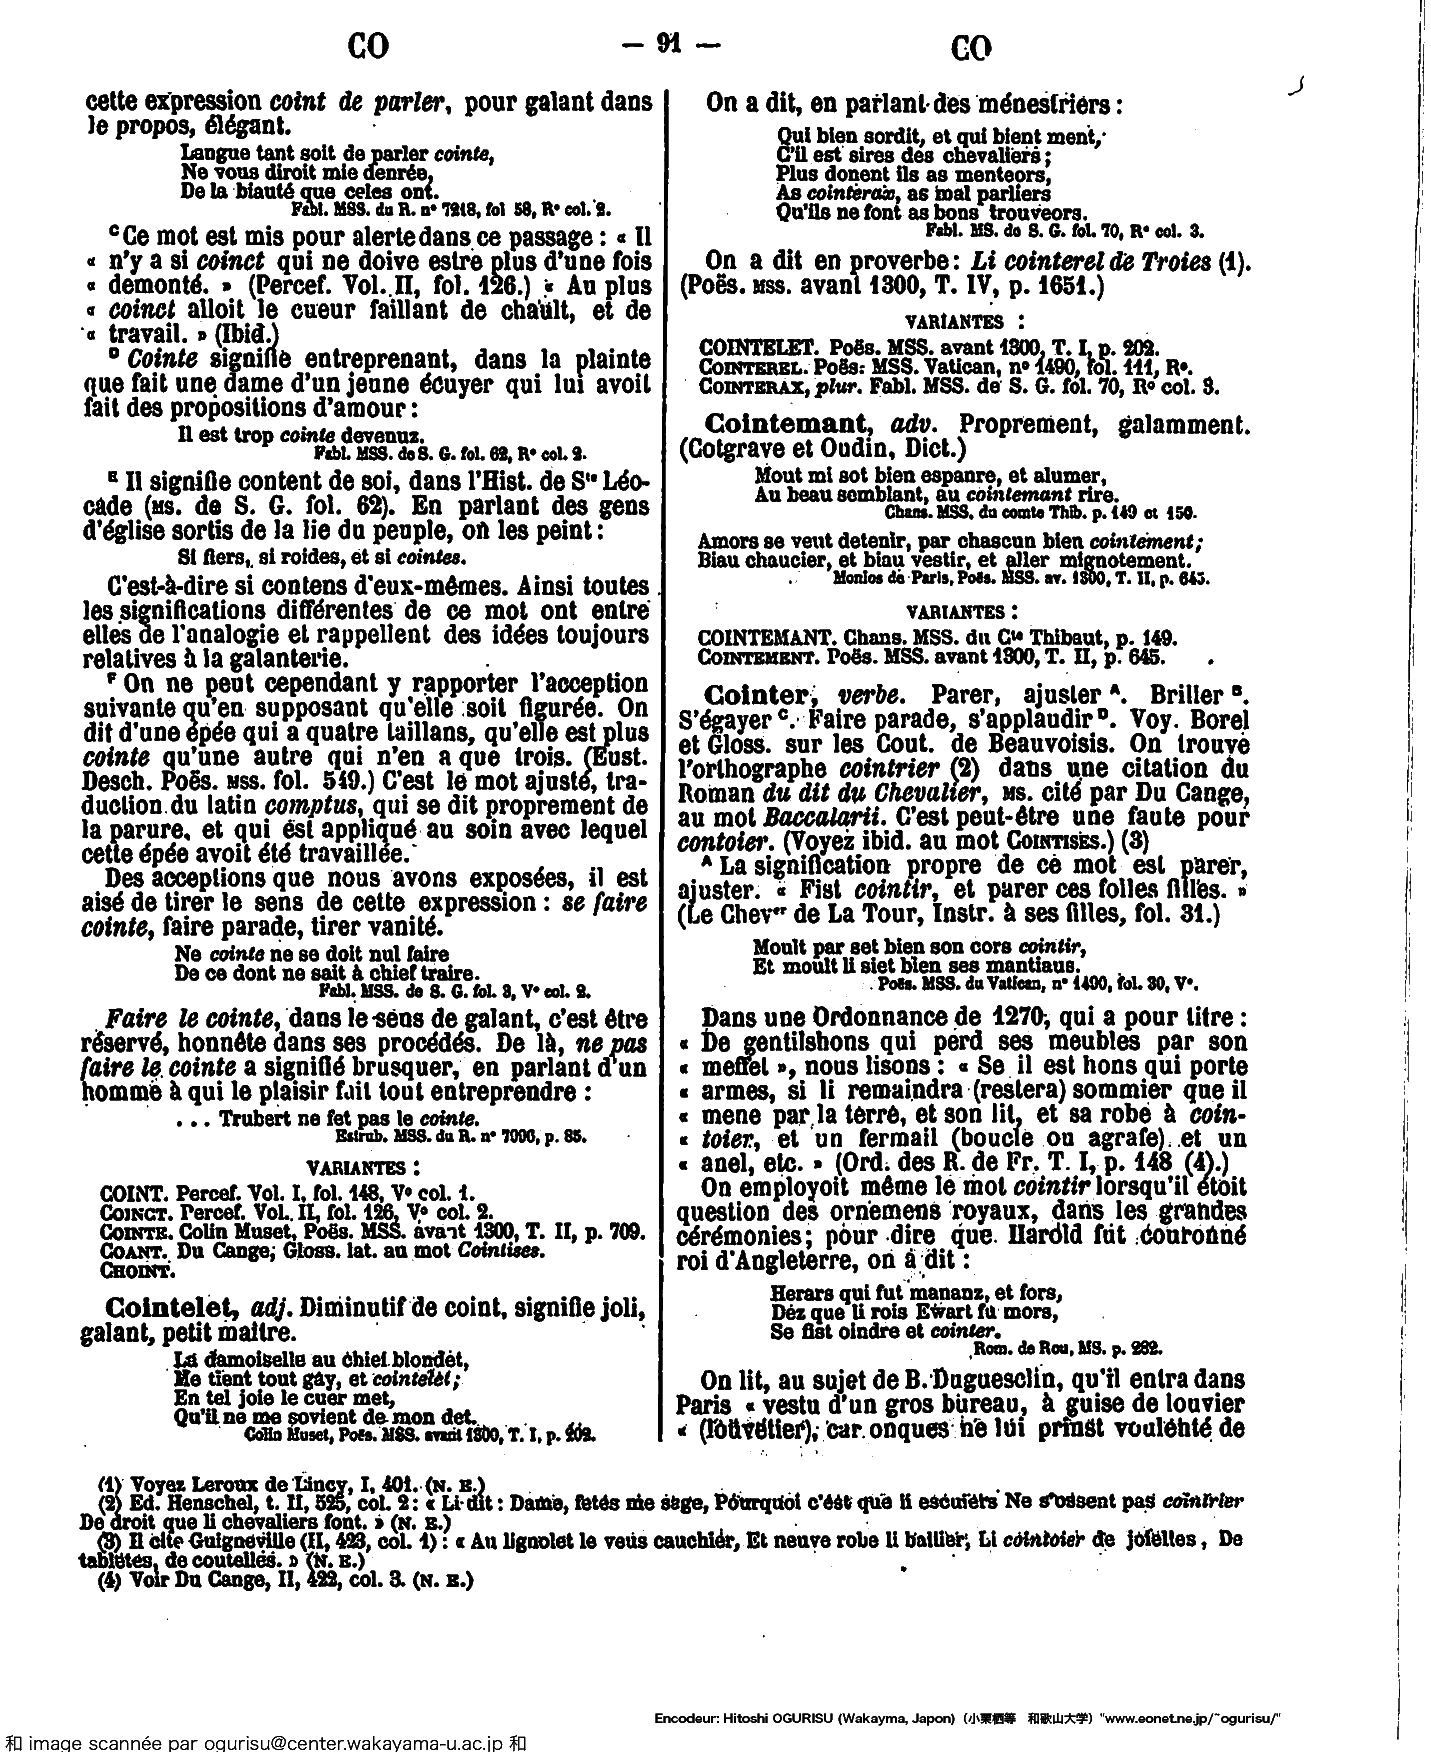 CO
— 91 —
CO
cette expression coint de parler, pour galant dans
le propos, élégant.
Langue tant soit de parler cointe,
Ne vous diroit mie denrée,
De la biauté que celes ont.
Fabl. MSS. du R. n° 7218, fol 58, R° col. 2.
C Ce mot est mis pour alerte dans ce passage : « Il
« n'y a si coinct qui ne doive estre plus d'une fois
« demonté. » (Percef. Vol. II, fol. 126.) « Au plus
« coinct alloit le cueur faillant de chault, et de
« travail. » (Ibid.)
D Cointe signifie entreprenant, dans la plainte
que fait une dame d'un jeune écuyer qui lui avoit
fait des propositions d'amour :
Il est trop cointe devenuz.
Fabl. MSS. de S. G. fol. 62, R° col. 2.
E Il signifie content de soi, dans l'Hist. de Ste Léo-
cade (MS. de S. G. fol. 62). En parlant des gens
d'église sortis de la lie du peuple, on les peint :
Si fiers, si roides, et si cointes.
C'est-à-dire si contens d'eux-mêmes. Ainsi toutes
les significations différentes de ce mot ont entre
elles de l'analogie et rappellent des idées toujours
relatives à la galanterie.
F On ne peut cependant y rapporter l'acception
suivante qu'en supposant qu'elle soit figurée. On
dit d'une épée qui a quatre taillans, qu'elle est plus
cointe qu'une autre qui n'en a que trois. (Eust.
Desch. Poës. MSS. fol. 549.) C'est le mot ajusté, tra-
duction du latin comptus, qui se dit proprement de
la parure, et qui est appliqué au soin avec lequel
cette épée avoit été travaillée.
Des acceptions que nous avons exposées, il est
aisé de tirer le sens de cette expression : se faire
cointe, faire parade, tirer vanité.
Ne cointe ne se doit nul faire
De ce dont ne sait à chief traire.
Fabl. MSS. de S. G. fol. 3, V° col. 2.
Faire le cointe, dans le sens de galant, c'est être
réservé, honnête dans ses procédés. De là, ne pas
faire le cointe a signifié brusquer, en parlant d'un
homme à qui le plaisir fait tout entreprendre :
... Trubert ne fet pas le cointe.
Estrub. MSS. du R. n° 7996, p. 85.
VARIANTES :
COINT. Percef. Vol. I, fol. 148, V° col. 1.
COINCT. Percef. Vol. II, fol. 126, V° col. 2.
COINTE. Colin Muset, Poës. MSS. avant 1300, T. II, p. 709.
COANT. Du Cange, Gloss. lat. au mot Cointises.
CHOINT.
Cointelet, adj. Diminutif de coint, signifie joli,
galant, petit maitre.
La damoiselle au chief blondet,
Me tient tout gay, et cointelet;
En tel joie le cuer met,
Qu'il ne me sovient de mon det.
Colin Muset, Poës. MSS. avant 1300, T. I, p. 202.
On a dit, en parlant des ménestriers :
Qui bien sordit, et qui bient ment,
C'il est sires des chevaliers;
Plus donent ils as menteors,
As cointerax, as mal parliers
Qu'ils ne font as bons trouveors.
Fabl. MS. de S. G. fol. 70, R° col. 3.
On a dit en proverbe : Li cointerel de Troies (1).
(Poës. MSS. avant 1300, T. IV, p. 1651.)
VARIANTES :
COINTELET. Poës. MSS. avant 1300, T. I, p. 202.
COINTEREL. Poës. MSS. Vatican, n° 1490, fol. 111, R°.
COINTERAX, plur. Fabl. MSS. de S. G. fol. 70, R° col. 3.
Cointemant, adv. Proprement, galamment.
(Cotgrave et Oudin, Dict.)
Mout mi sot bien espanre, et alumer,
Au beau semblant, au cointemant rire.
Chans. MSS. du comte Thib. p. 149 et 150.
Amors se veut detenir, par chascun bien cointement;
Biau chaucier, et biau vestir, et aller mignotement.
Monios de Paris, Poës. MSS. av. 1300, T. II, p. 645.
VARIANTES :
COINTEMANT. Chans. MSS. du Cte Thibaut, p. 149.
COINTEMENT. Poës. MSS. avant 1300, T. II, p. 645.
Cointer, verbe. Parer, ajuster A. Briller B.
S'égayer C. Faire parade, s'applaudir D. Voy. Borel
et Gloss. sur les Cout. de Beauvoisis. On trouve
l'orthographe cointrier (2) dans une citation du
Roman du dit du Chevalier, MS. cité par Du Cange,
au mot Baccalarii. C'est peut-être une faute pour
contoier. (Voyez ibid. au mot COINTISES.) (3)
A La signification propre de ce mot est parer,
ajuster. « Fist cointir, et parer ces folles filles. »
(Le Chever de La Tour, Instr. à ses filles, fol. 31.)
Moult par set bien son cors cointir,
Et moult li siet bien ses mantiaus.
Poës. MSS. du Vatican, n° 1490, fol. 30, V°.
Dans une Ordonnance de 1270, qui a pour titre :
« De gentilshons qui perd ses meubles par son
« meffet », nous lisons : « Se il est hons qui porte
« armes, si li remaindra (restera) sommier que il
« mene par la terre, et son lit, et sa robe à coin-
« toier, et un fermail (boucle ou agrafe) et un
« anel, etc. » (Ord. des R. de Fr. T. I, p. 148 (4).)
On employoit même le mot cointir lorsqu'il étoit
question des ornemens royaux, dans les grandes
cérémonies; pour dire que Harold fut couronné
roi d'Angleterre, on a dit :
Herars qui fut mananz, et fors,
Dez que li rois Ewart fu mors,
Se fist oindre et cointer.
Rom. de Rou, MS. p. 282.
On lit, au sujet de B. Duguesclin, qu'il entra dans
Paris « vestu d'un gros bureau, à guise de louvier
« (louvetier); car onques ne lui prinst voulenté de
(1) Voyez Leroux de Lincy, I, 401. (N. E.)
(2) Ed. Henschel, t. II, 525, col. 2 : « Li dit : Dame, fetes me sage, Pourquoi c'est que li escuiers Ne s'osent pas cointrier
De droit que li chevaliers font. » (N. E.)
(3) Il cite Guigneville (II, 423, col. 1) : « Au lignolet le veus cauchier, Et neuve robe li baillier, Li cointoier de joielles, De
tabletes, de coutelles. » (N. E.)
(4) Voir Du Cange, II, 422, col. 3. (N. E.)
Encodeur: Hitoshi OGURISU (Wakayma, Japon) (小栗栖等 和歌山大学) "www.eonet.ne.jp/~ogurisu/"
和 image scannée par ogurisu@center.wakayama-u.ac.jp 和